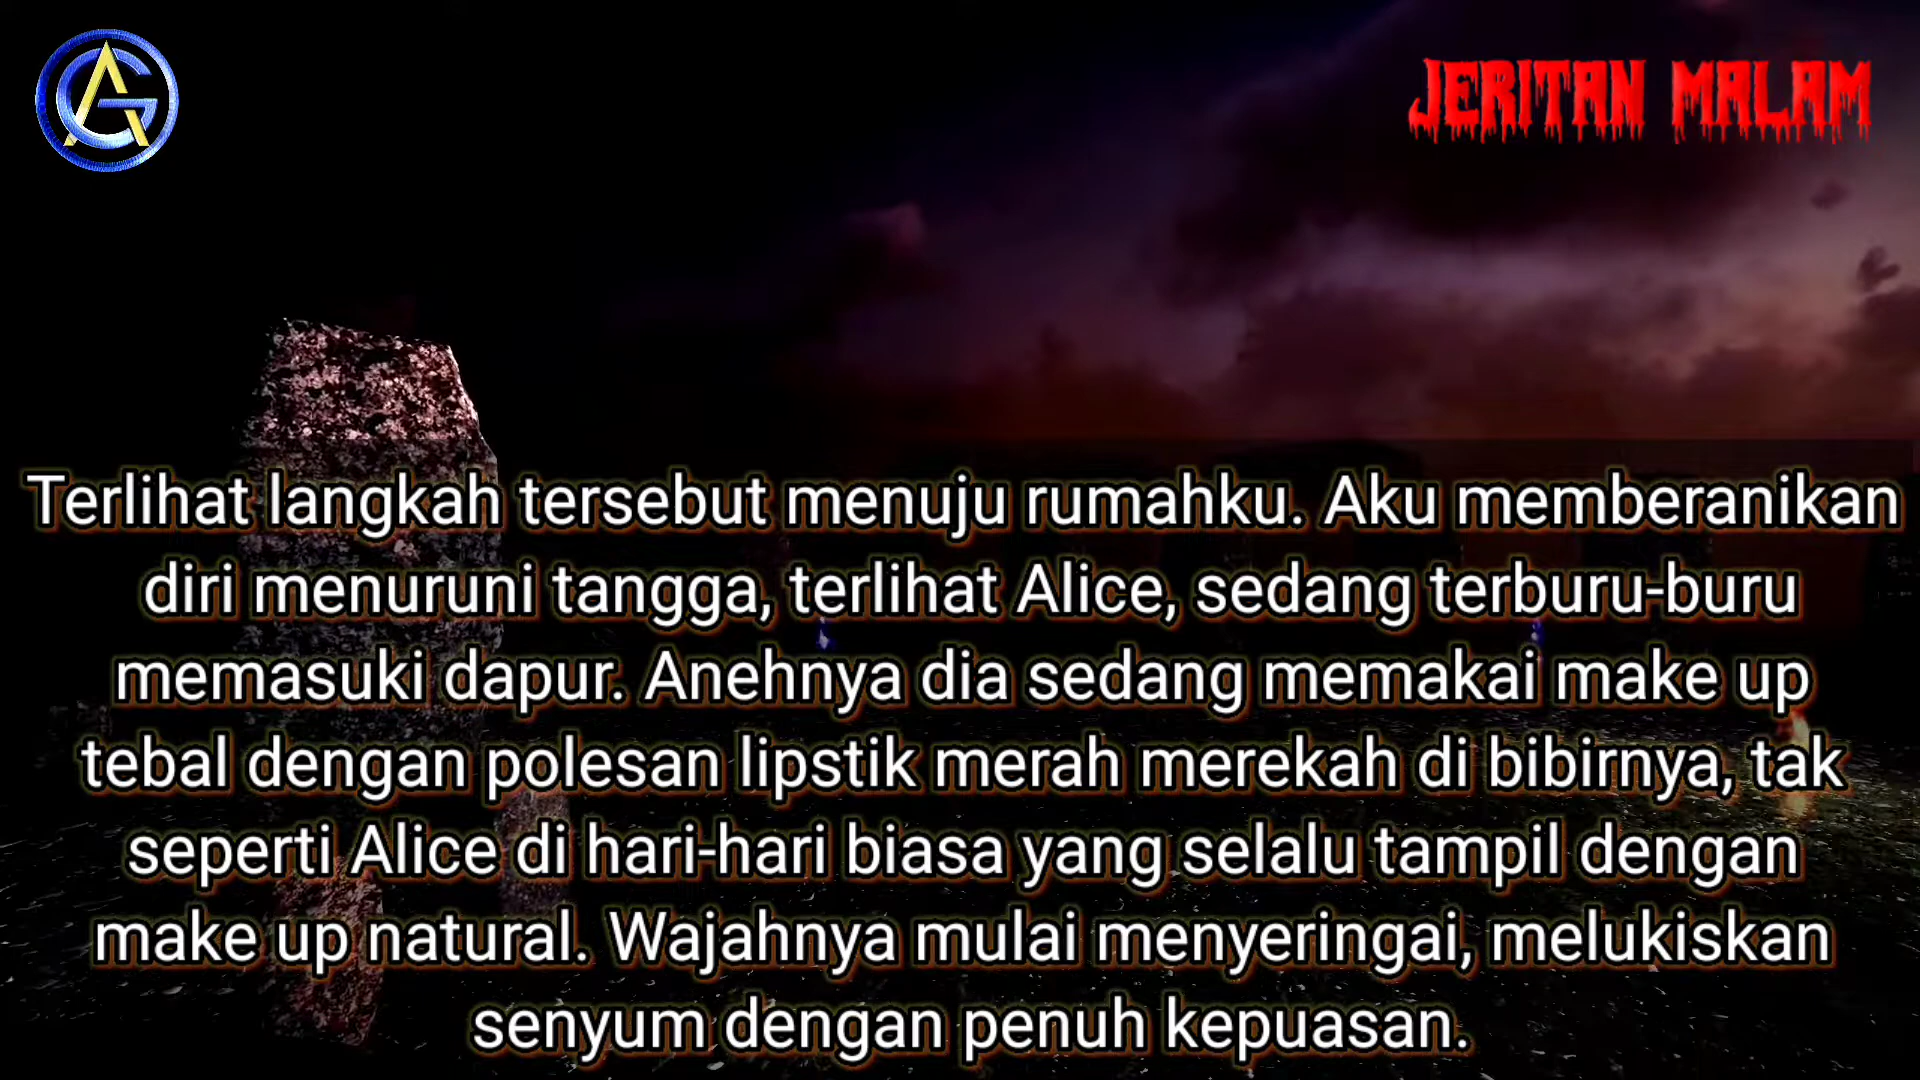 JERITAN MALAM
Terlihat langkah tersebut menuju rumahku. Aku memberanikan
diri menuruni tangga, terlihat Alice, sedang terburu-buru
memasuki dapur. Anehnya dia sedang memakai make up
tebal dengan polesan lipstik merah merekah di bibirnya, tak
seperti Alice di hari-hari biasa yang selalu tampil dengan
make up natural. Wajahnya mulai menyeringai, melukiskan
senyum dengan penuh kepuasan.